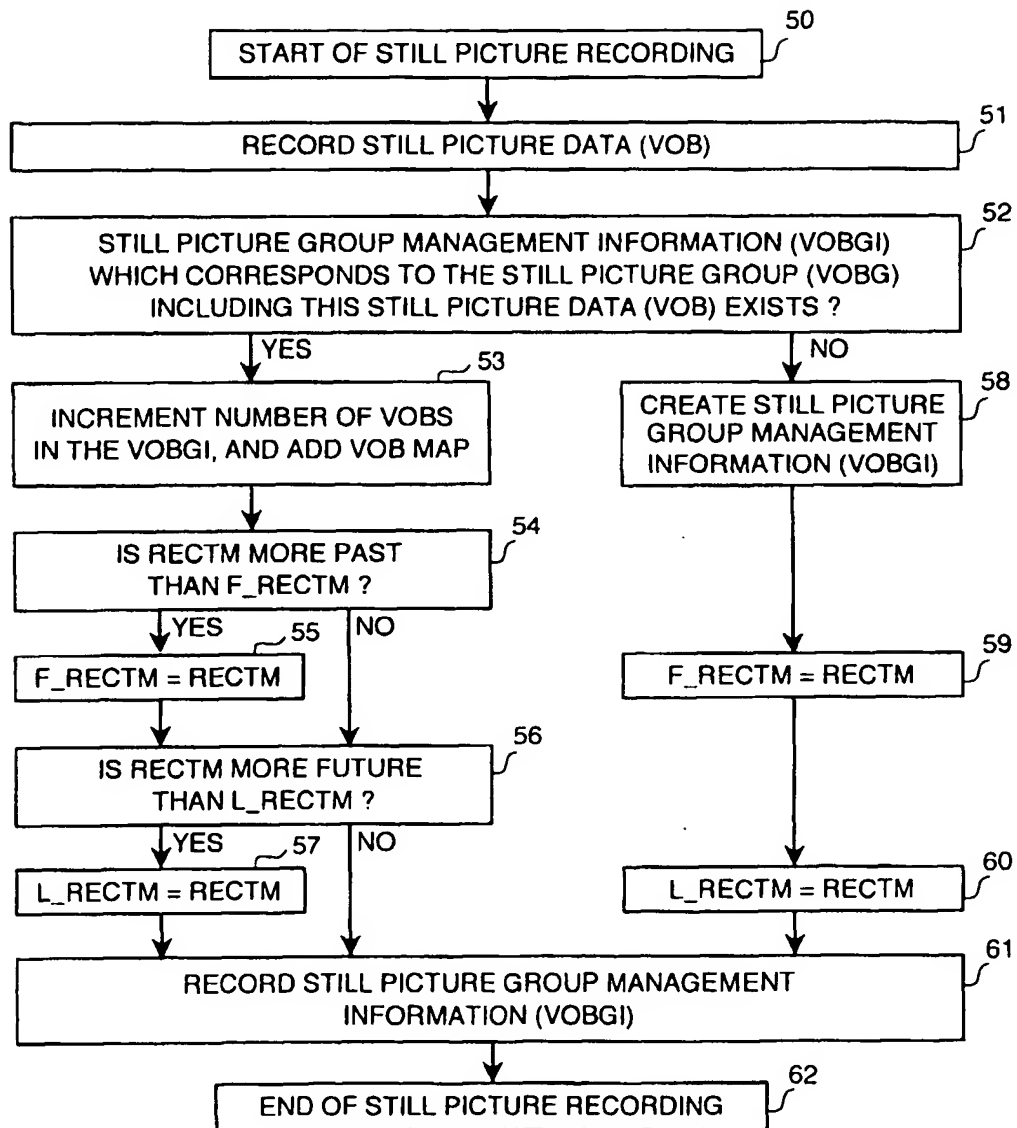 50
START OF STILL PICTURE RECORDING
51
RECORD STILL PICTURE DATA (VOB)
52
STILL PICTURE GROUP MANAGEMENT INFORMATION (VOBGI)
WHICH CORRESPONDS TO THE STILL PICTURE GROUP (VOBG)
INCLUDING THIS STILL PICTURE DATA (VOB) EXISTS ?
YES
NO
53
INCREMENT NUMBER OF VOBS
IN THE VOBGI, AND ADD VOB MAP
58
CREATE STILL PICTURE
GROUP MANAGEMENT
INFORMATION (VOBGI)
54
IS RECTM MORE PAST
THAN F_RECTM ?
YES
NO
55
F_RECTM = RECTM
59
F_RECTM = RECTM
56
IS RECTM MORE FUTURE
THAN L_RECTM ?
YES
NO
57
L_RECTM = RECTM
60
L_RECTM = RECTM
61
RECORD STILL PICTURE GROUP MANAGEMENT
INFORMATION (VOBGI)
62
END OF STILL PICTURE RECORDING